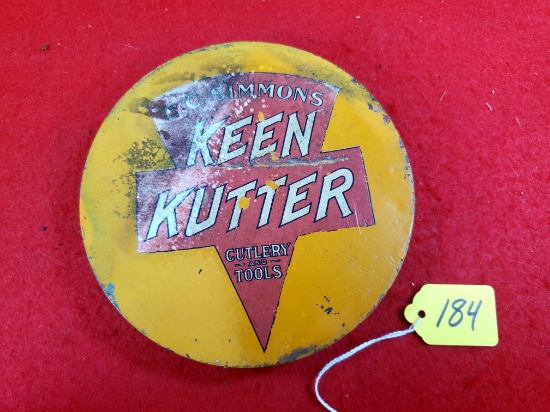 E.C. SIMMONS
KEEN
KUTTER
CUTLERY
AND
TOOLS
184